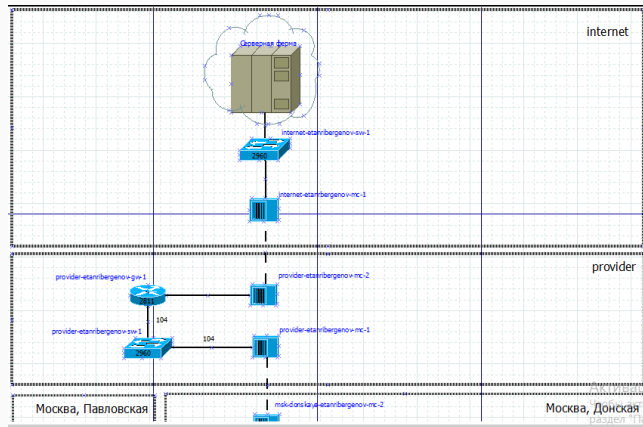 internet
Серверная ферма
internet-etanribergenov-sw-1
2960
internet-etanribergenov-mc-1
provider
provider-etanribergenov-gw-1
provider-etanribergenov-mc-2
2811
104
provider-etanribergenov-sw-1
provider-etanribergenov-mc-1
104
2960
Москва, Павловская
msk-donskaya-etanribergenov-mc-2
Москва, Донская